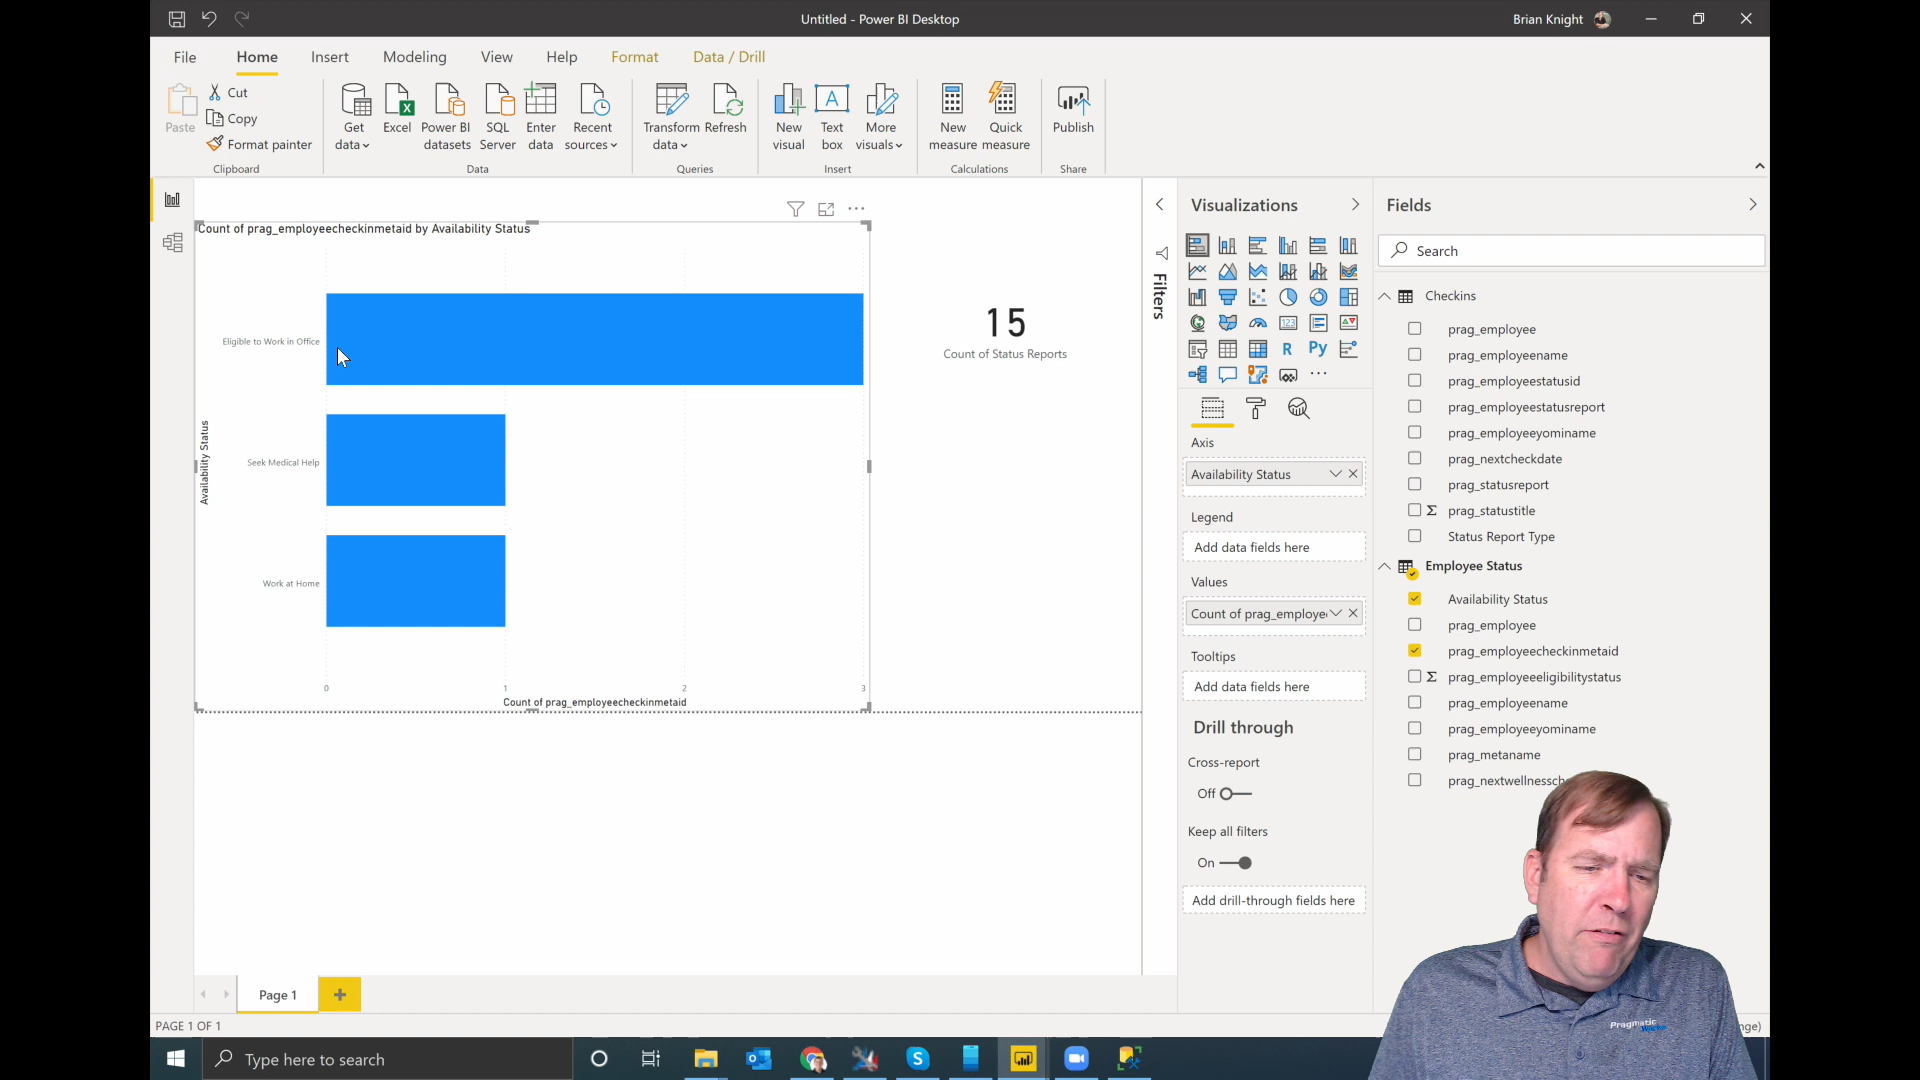 Untitled - Power BI Desktop
Brian Knight
File
Home
Insert
Modeling
View
Help
Format
Data / Drill
Paste
Cut
Copy
Format painter
Clipboard
Get data
Excel
Power BI datasets
SQL Server
Enter data
Recent sources
Data
Transform data
Refresh
Queries
New visual
Text box
More visuals
Insert
New measure
Quick measure
Calculations
Publish
Share
Count of prag_employeecheckinmetaid by Availability Status
Availability Status
Eligible to Work in Office
Seek Medical Help
Work at Home
0
1
2
3
Count of prag_employeecheckinmetaid
15
Count of Status Reports
Filters
Visualizations
R
Py
123
Axis
Availability Status
Legend
Add data fields here
Values
Count of prag_employe
Tooltips
Add data fields here
Drill through
Cross-report
Off
Keep all filters
On
Add drill-through fields here
Fields
Search
Checkins
prag_employee
prag_employeename
prag_employeestatusid
prag_employeestatusreport
prag_employeeyominame
prag_nextcheckdate
prag_statusreport
Σ prag_statustitle
Status Report Type
Employee Status
Availability Status
prag_employee
prag_employeecheckinmetaid
Σ prag_employeeeligibilitystatus
prag_employeename
prag_employeeyominame
prag_metaname
prag_nextwellnessch
Page 1
PAGE 1 OF 1
Type here to search
Pragmatic